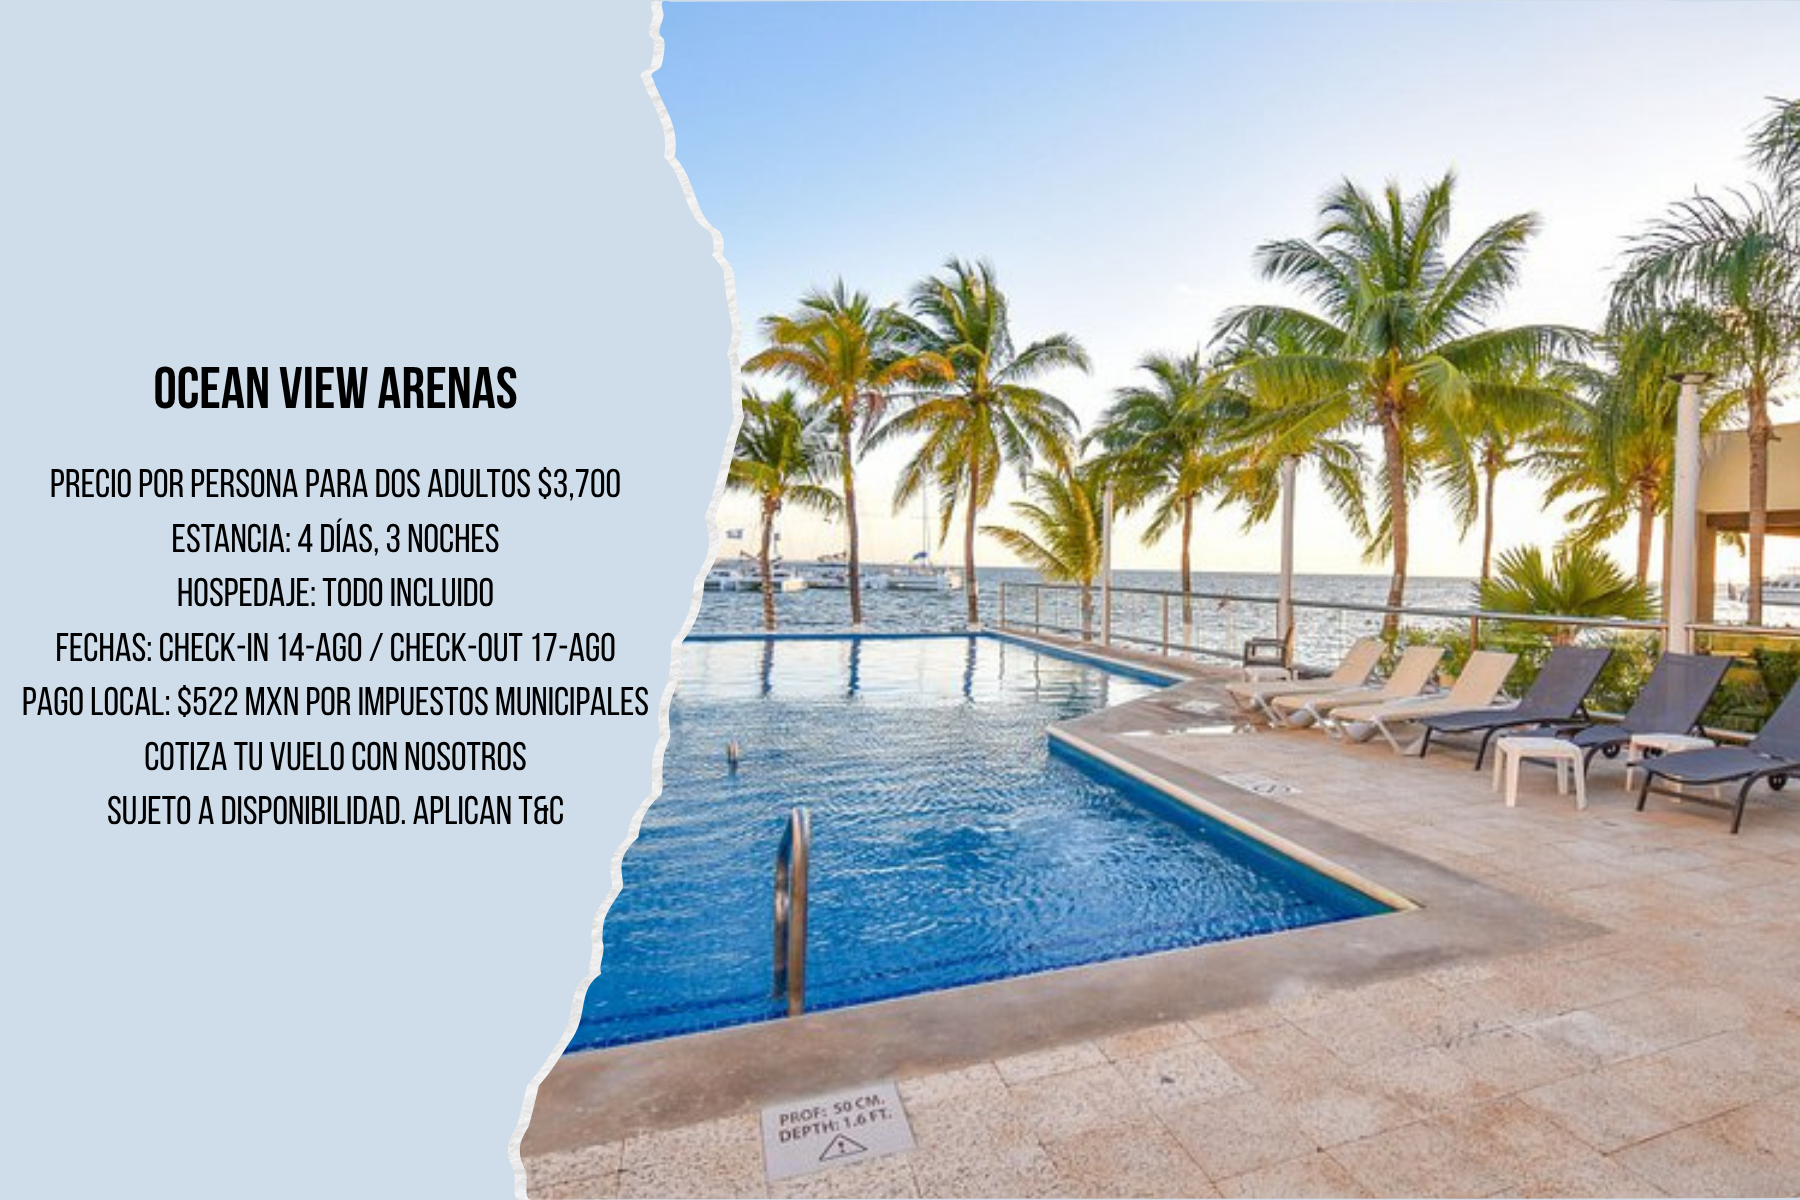 OCEAN VIEW ARENAS
PRECIO POR PERSONA PARA DOS ADULTOS $3,700
ESTANCIA: 4 DÍAS, 3 NOCHES
HOSPEDAJE: TODO INCLUIDO
FECHAS: CHECK-IN 14-AGO / CHECK-OUT 17-AGO
PAGO LOCAL: $522 MXN POR IMPUESTOS MUNICIPALES
COTIZA TU VUELO CON NOSOTROS
SUJETO A DISPONIBILIDAD. APLICAN T&C
PROF: 50 CM.
DEPTH: 1.6 FT.